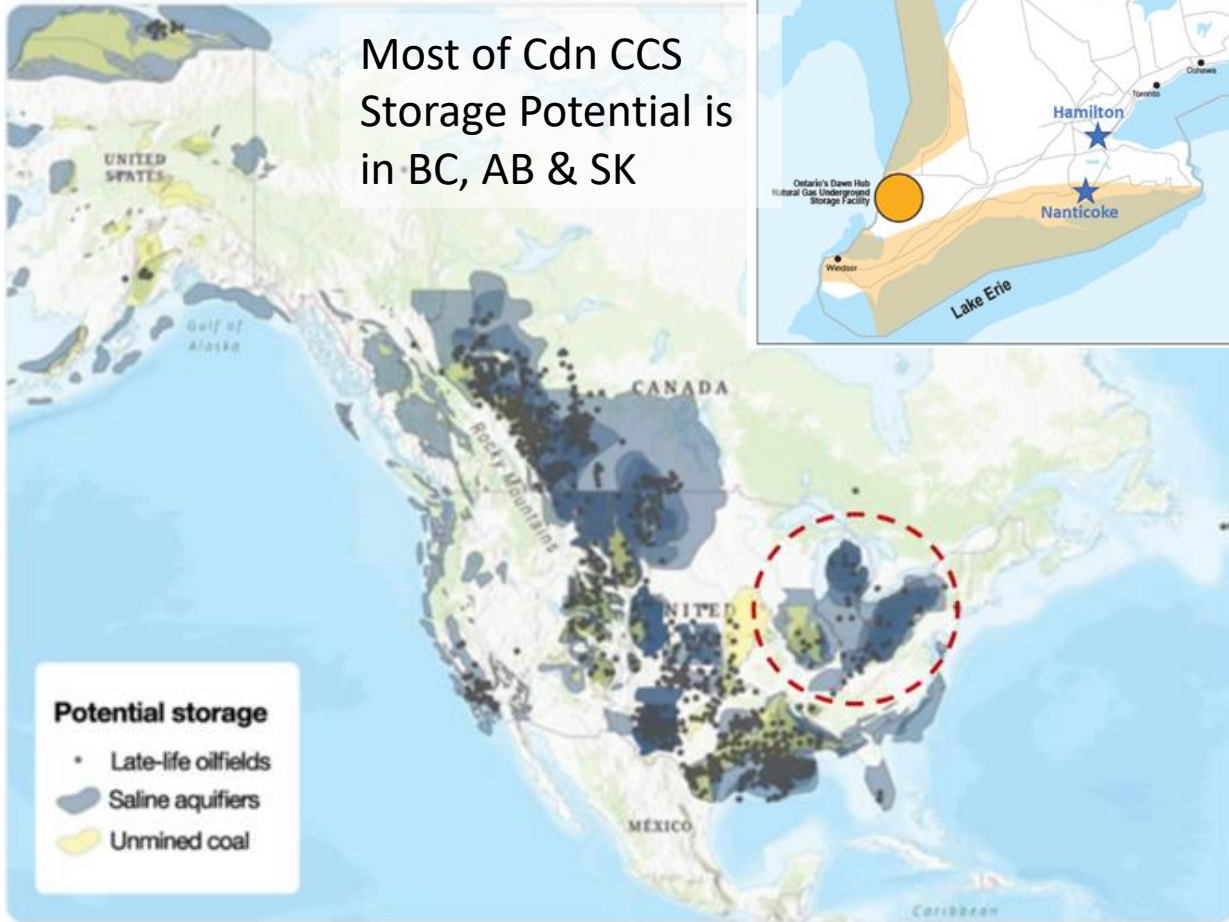 Most of Cdn CCS
Storage Potential is
in BC, AB & SK
UNITED
STATES
Gulf of
Alaska
CANADA
Rocky Mountains
UNITED
MÉXICO
Caribbean
Potential storage
Late-life oilfields
Saline aquifiers
Unmined coal
Oshawa
Toronto
Hamilton
Ontario's Dawn Hub
Natural Gas Underground
Storage Facility
Nanticoke
Windsor
Lake Erie